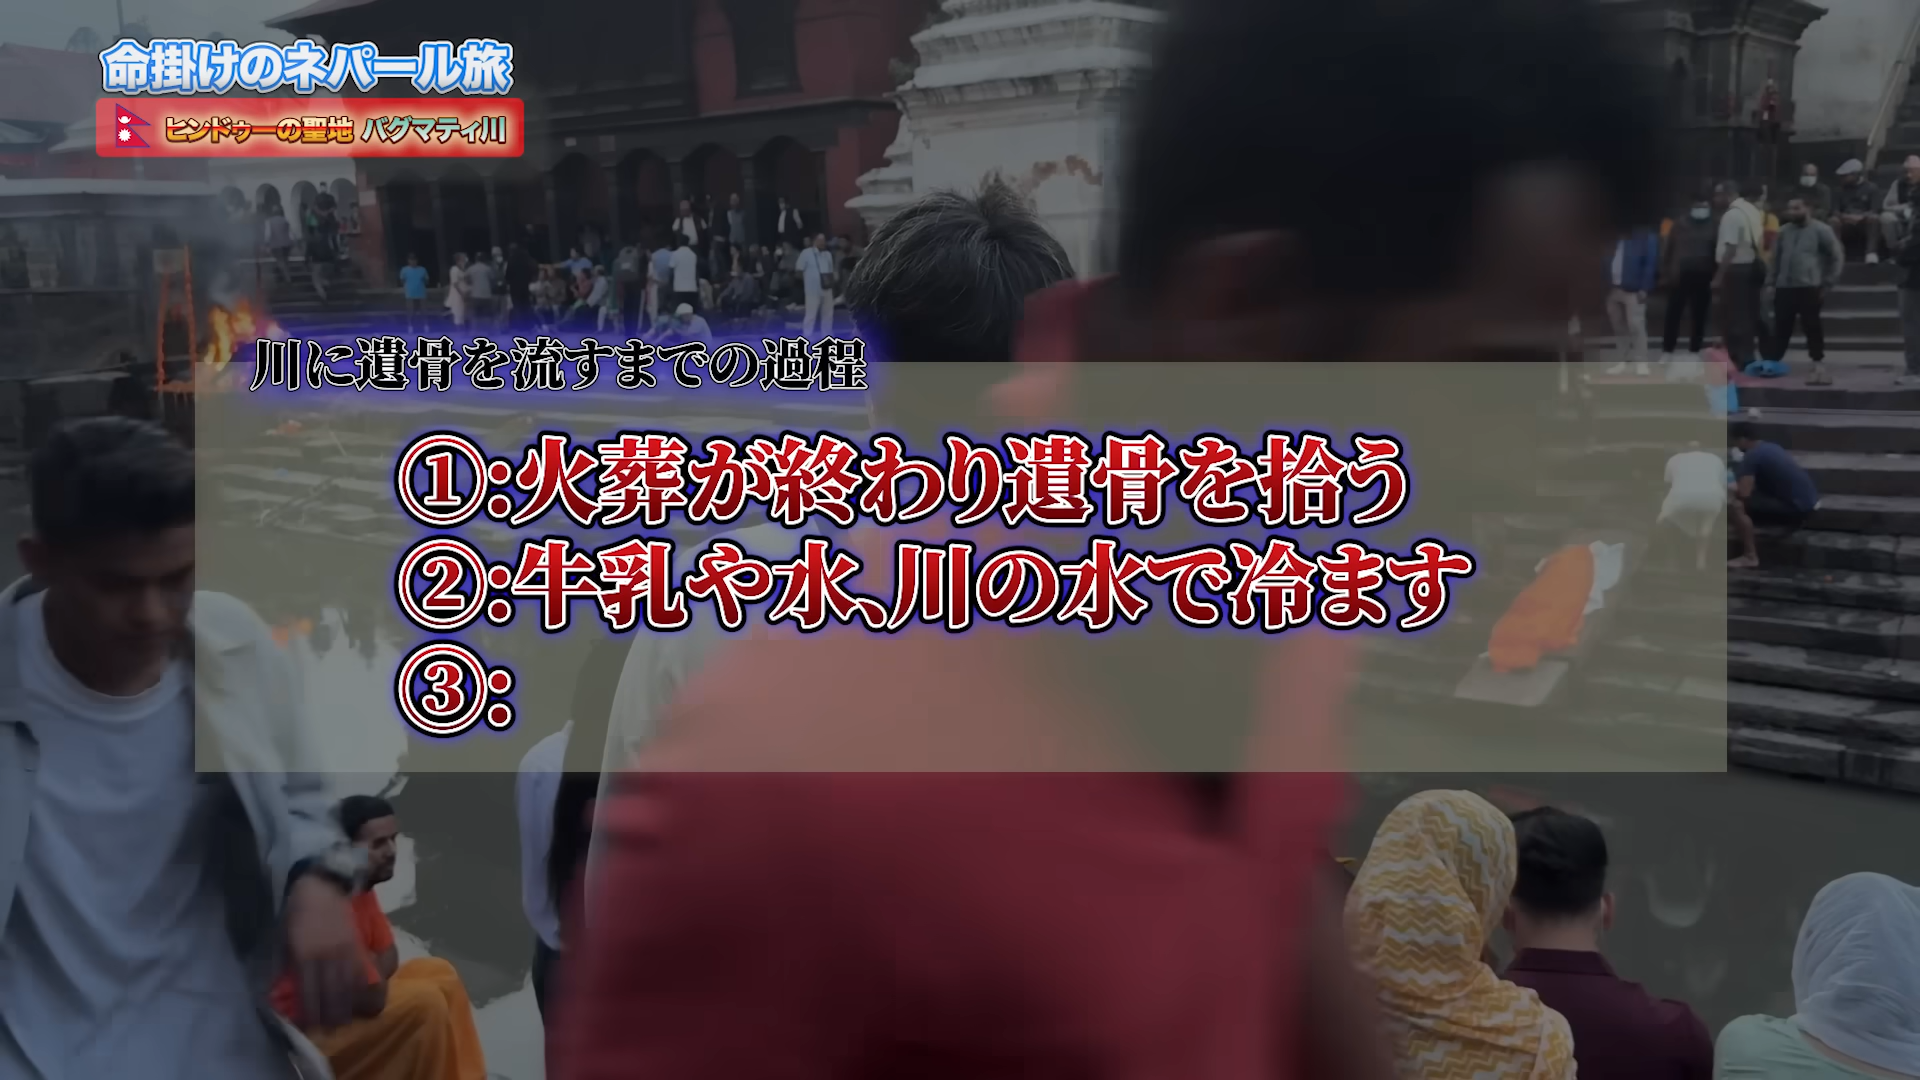 命掛けのネパール旅
ヒンドゥーの聖地 バグマティ川
川に遺骨を流すまでの過程
①:火葬が終わり遺骨を拾う
②:牛乳や水、川の水で冷ます
③: